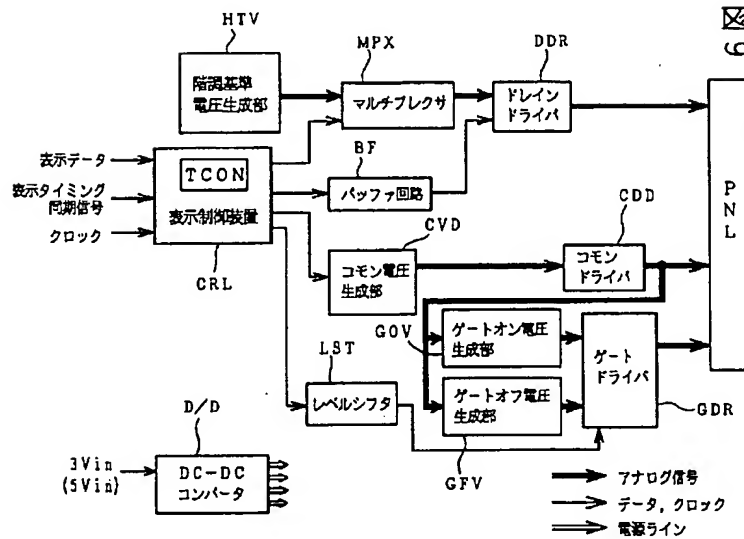 図
6
HTV
MPX
DDR
階調基準
電圧生成部
マルチプレクサ
ドレイン
ドライバ
BF
表示データ
表示タイミング
同期信号
クロック
TCON
表示制御装置
CRL
バッファ回路
CVD
CDD
PNL
コモン電圧
生成部
コモン
ドライバ
GOV
ゲートオン電圧
生成部
ゲート
ドライバ
LST
レベルシフタ
ゲートオフ電圧
生成部
GDR
GFV
D/D
3Vin
(5Vin)
DC-DC
コンバータ
アナログ信号
データ,クロック
電源ライン